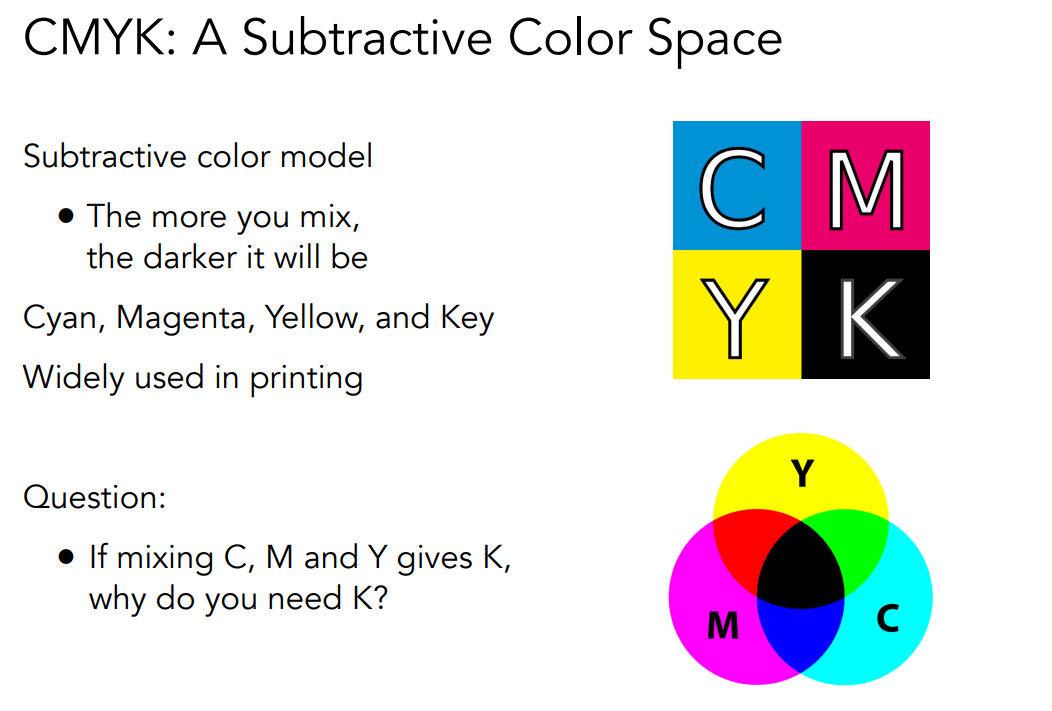 CMYK: A Subtractive Color Space
Subtractive color model
• The more you mix,
the darker it will be
Cyan, Magenta, Yellow, and Key
Widely used in printing
Question:
• If mixing C, M and Y gives K,
why do you need K?
C M
Y K
Y
M C